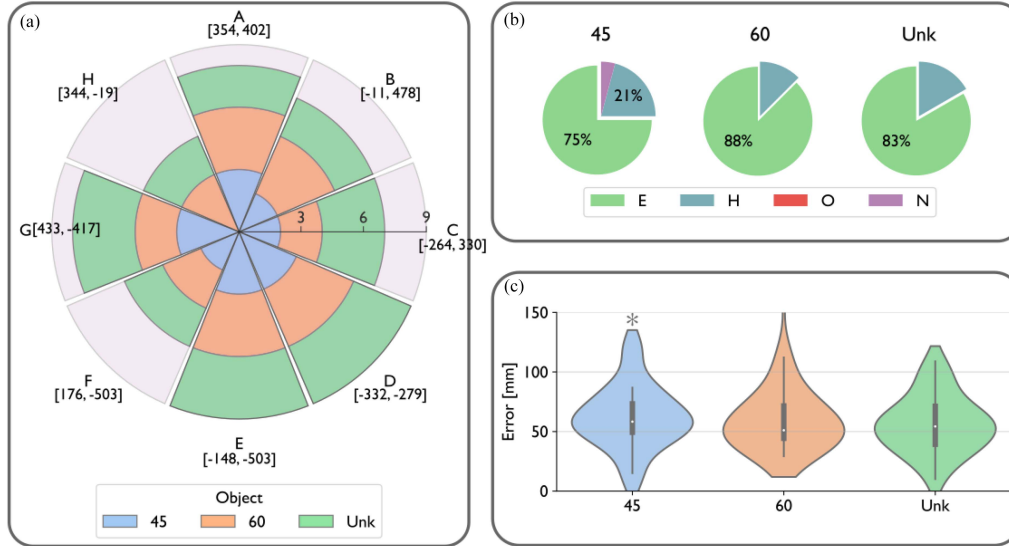 (a)
A
[354, 402]
H
[344, -19]
B
[-11, 478]
3 6 9
G[433, -417]
C
[-264, 330]
F
[176, -503]
D
[-332, -279]
E
[-148, -503]
Object
45 60 Unk
(b)
45 60 Unk
21%
75% 88% 83%
E H O N
(c)
150
*
100
50
0
Error [mm]
45 60 Unk